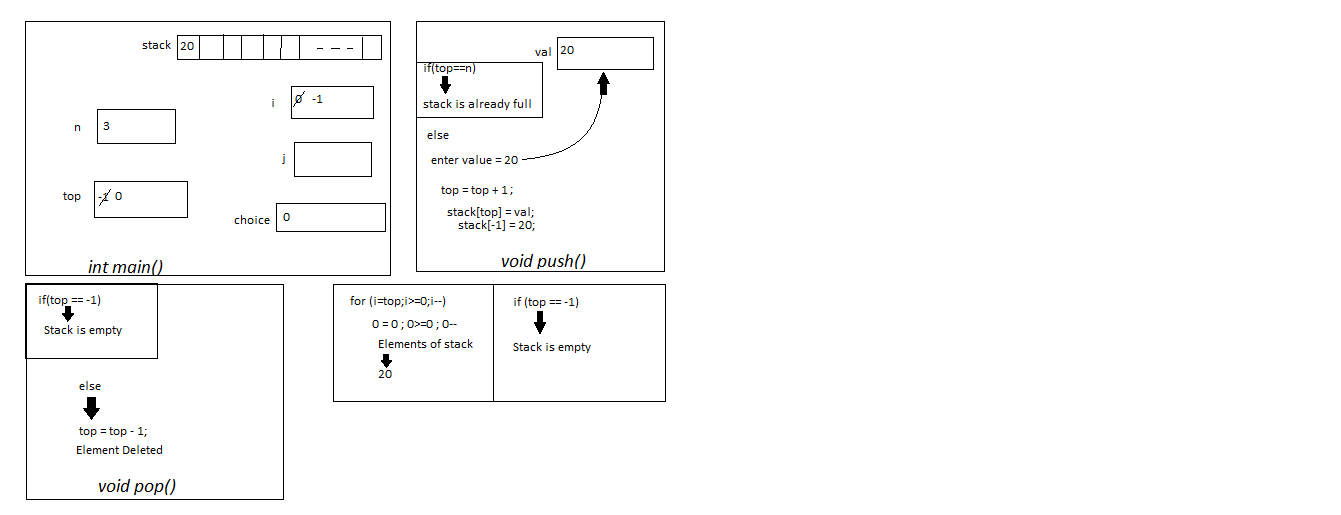 stack 20
i 0 -1
n 3
j
top -1 0
choice 0
int main()
val 20
if(top==n)
stack is already full
else
enter value = 20
top = top + 1 ;
stack[top] = val;
stack[-1] = 20;
void push()
if(top == -1)
Stack is empty
else
top = top - 1;
Element Deleted
void pop()
for (i=top;i>=0;i--)
0 = 0 ; 0>=0 ; 0--
Elements of stack
20
if (top == -1)
Stack is empty